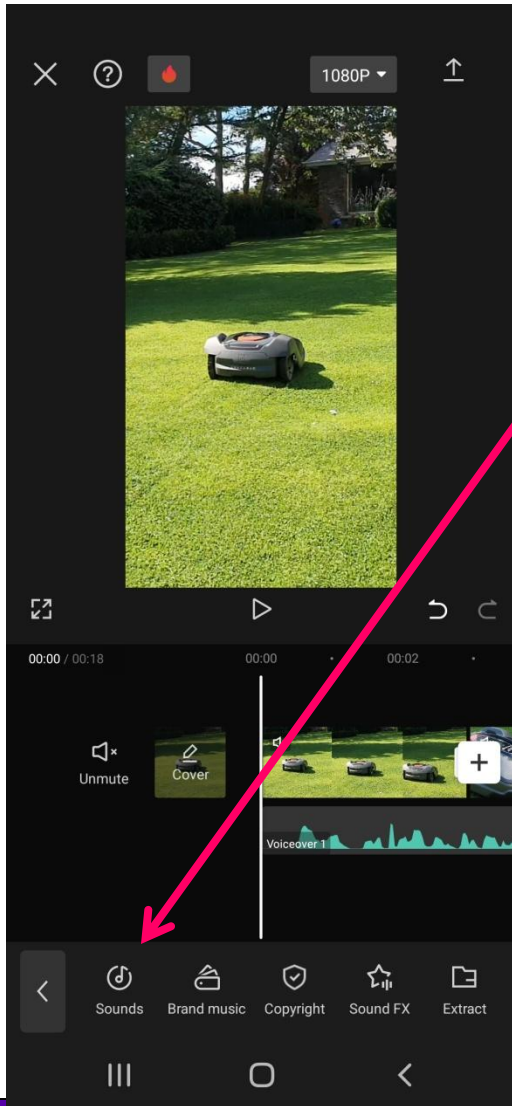 1080P
00:00 / 00:18
00:00
00:02
Unmute
Cover
Voiceover 1
Sounds
Brand music
Copyright
Sound FX
Extract